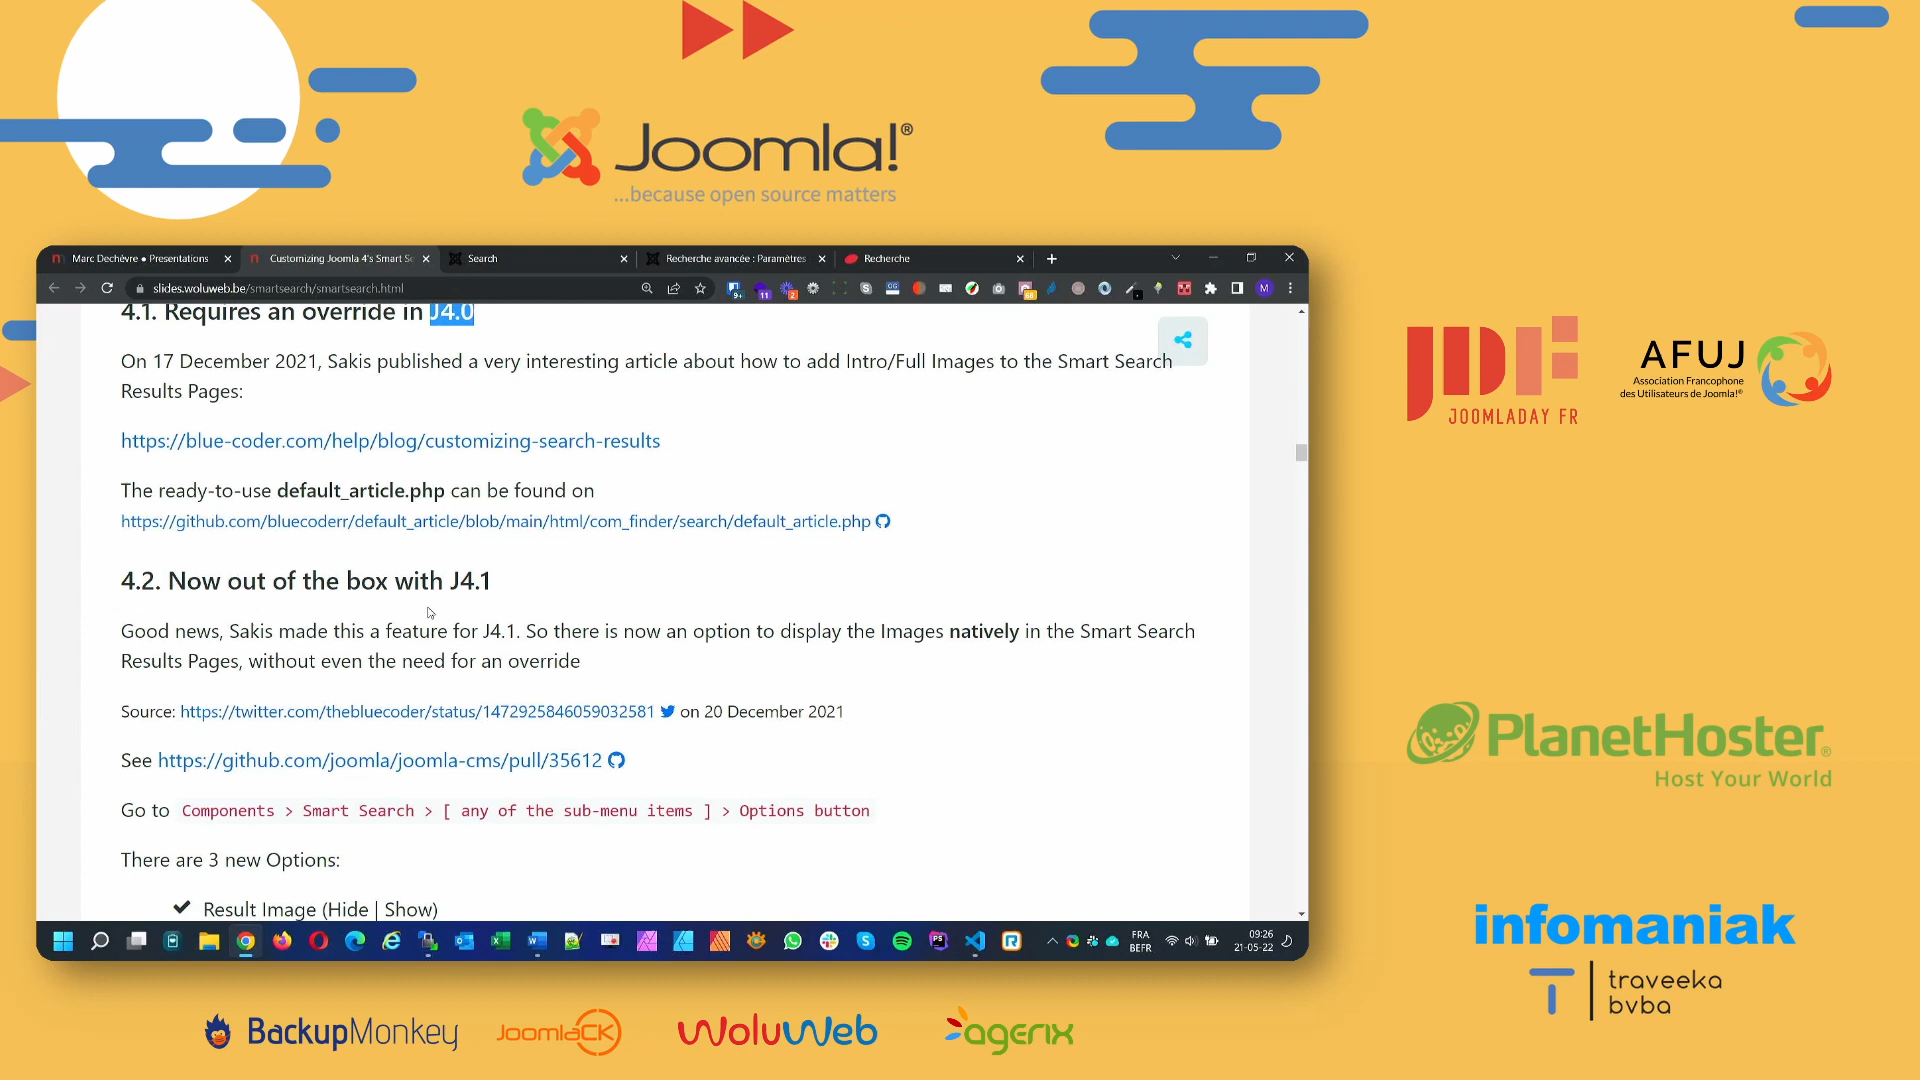 Joomla!®
...because open source matters
Marc Dechèvre ● Presentations
Customizing Joomla 4's Smart Se
Search
Recherche avancée : Paramètres
Recherche
slides.woluweb.be/smartsearch/smartsearch.html
4.1. Requires an override in J4.0
On 17 December 2021, Sakis published a very interesting article about how to add Intro/Full Images to the Smart Search
Results Pages:
https://blue-coder.com/help/blog/customizing-search-results
The ready-to-use default_article.php can be found on
https://github.com/bluecoderr/default_article/blob/main/html/com_finder/search/default_article.php
4.2. Now out of the box with J4.1
Good news, Sakis made this a feature for J4.1. So there is now an option to display the Images natively in the Smart Search
Results Pages, without even the need for an override
Source: https://twitter.com/thebluecoder/status/1472925846059032581 on 20 December 2021
See https://github.com/joomla/joomla-cms/pull/35612
Go to Components > Smart Search > [ any of the sub-menu items ] > Options button
There are 3 new Options:
Result Image (Hide | Show)
FRA
BEFR
09:26
21-05-22
JDF
JOOMLADAY FR
AFUJ
Association Francophone
des Utilisateurs de Joomla!®
PlanetHoster®
Host Your World
infomaniak
T
traveeka
bvba
BackupMonkey
JoomlaCK
WoluWeb
agerix